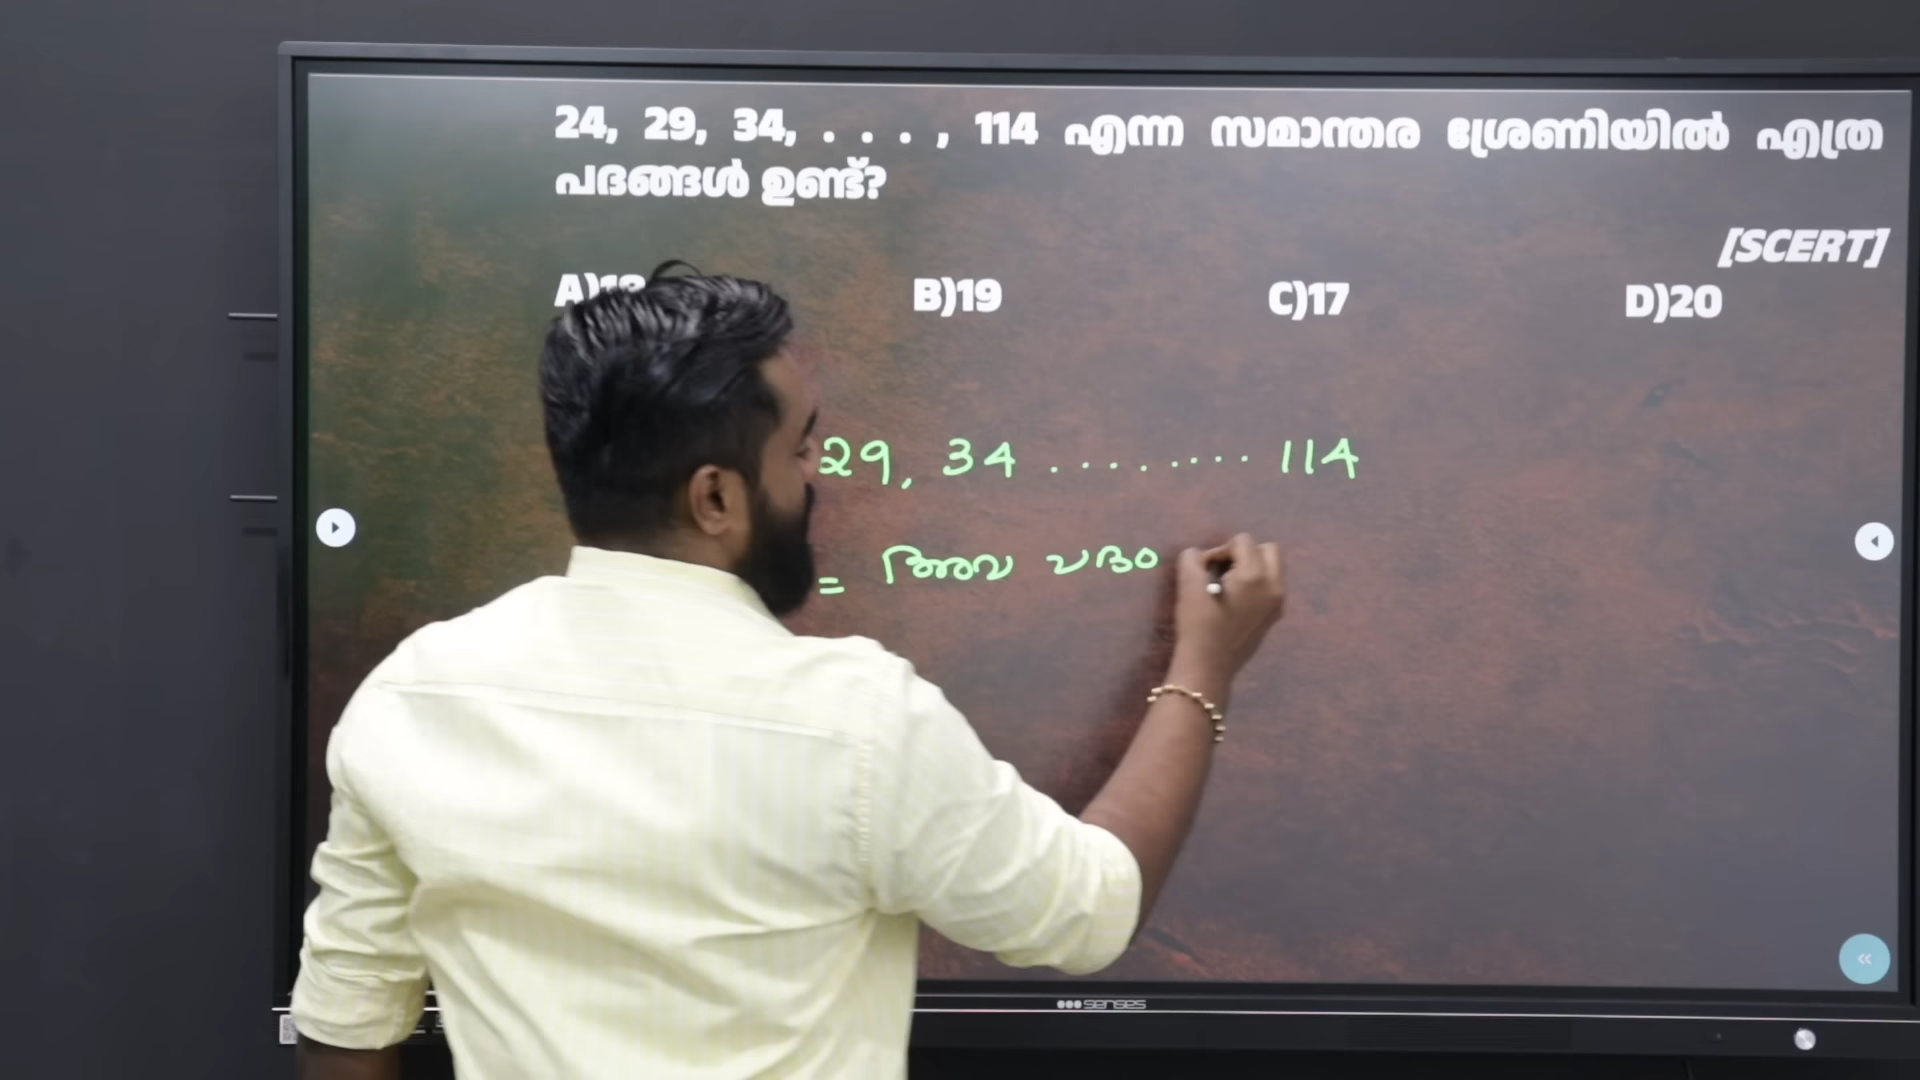 24, 29, 34, . . . , 114 എന്ന സമാന്തര ശ്രേണിയിൽ എത്ര
പദങ്ങൾ ഉണ്ട്?
[SCERT]
A)18 B)19 C)17 D)20
29, 34 ........ 114
= അവ പദം
senses